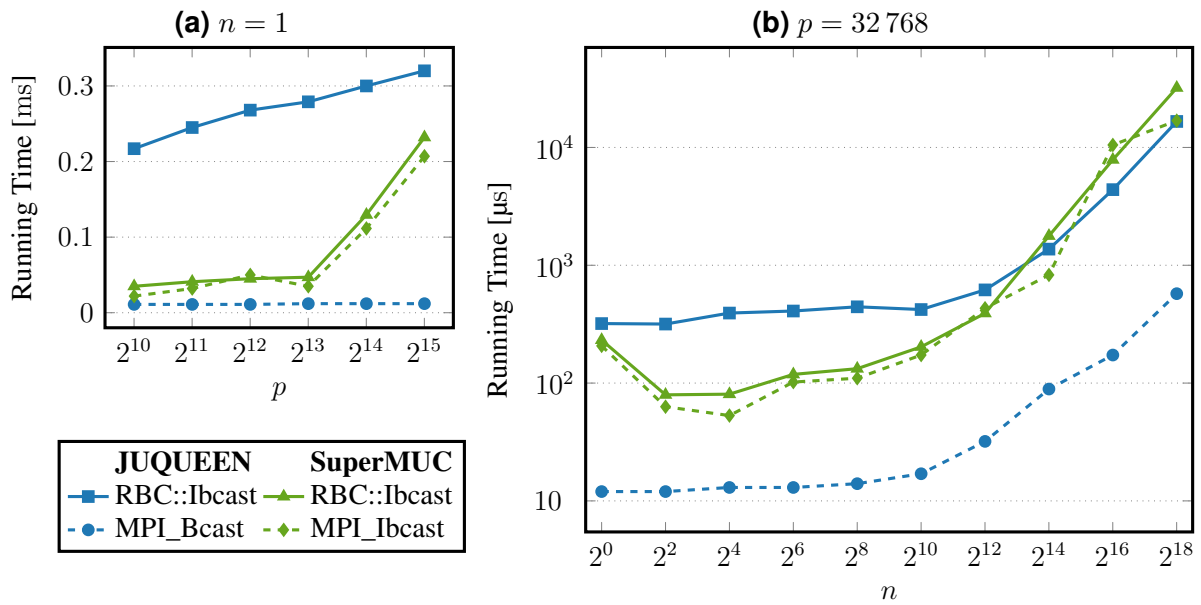 (a) n = 1
Running Time [ms]
0.3
0.2
0.1
0
2^10 2^11 2^12 2^13 2^14 2^15
p
JUQUEEN SuperMUC
RBC::Ibcast RBC::Ibcast
MPI_Bcast MPI_Ibcast
(b) p = 32 768
Running Time [µs]
10^4
10^3
10^2
10
2^0 2^2 2^4 2^6 2^8 2^10 2^12 2^14 2^16 2^18
n